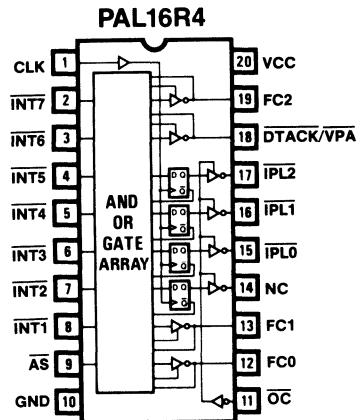 PAL16R4
CLK 1
20 VCC
INT7 2
19 FC2
INT6 3
18 DTACK/VPA
INT5 4
17 IPL2
INT4 5
16 IPL1
INT3 6
15 IPL0
INT2 7
14 NC
INT1 8
13 FC1
AS 9
12 FC0
GND 10
11 OC
AND
OR
GATE
ARRAY
D Q
Q
D Q
Q
D Q
Q
D Q
Q